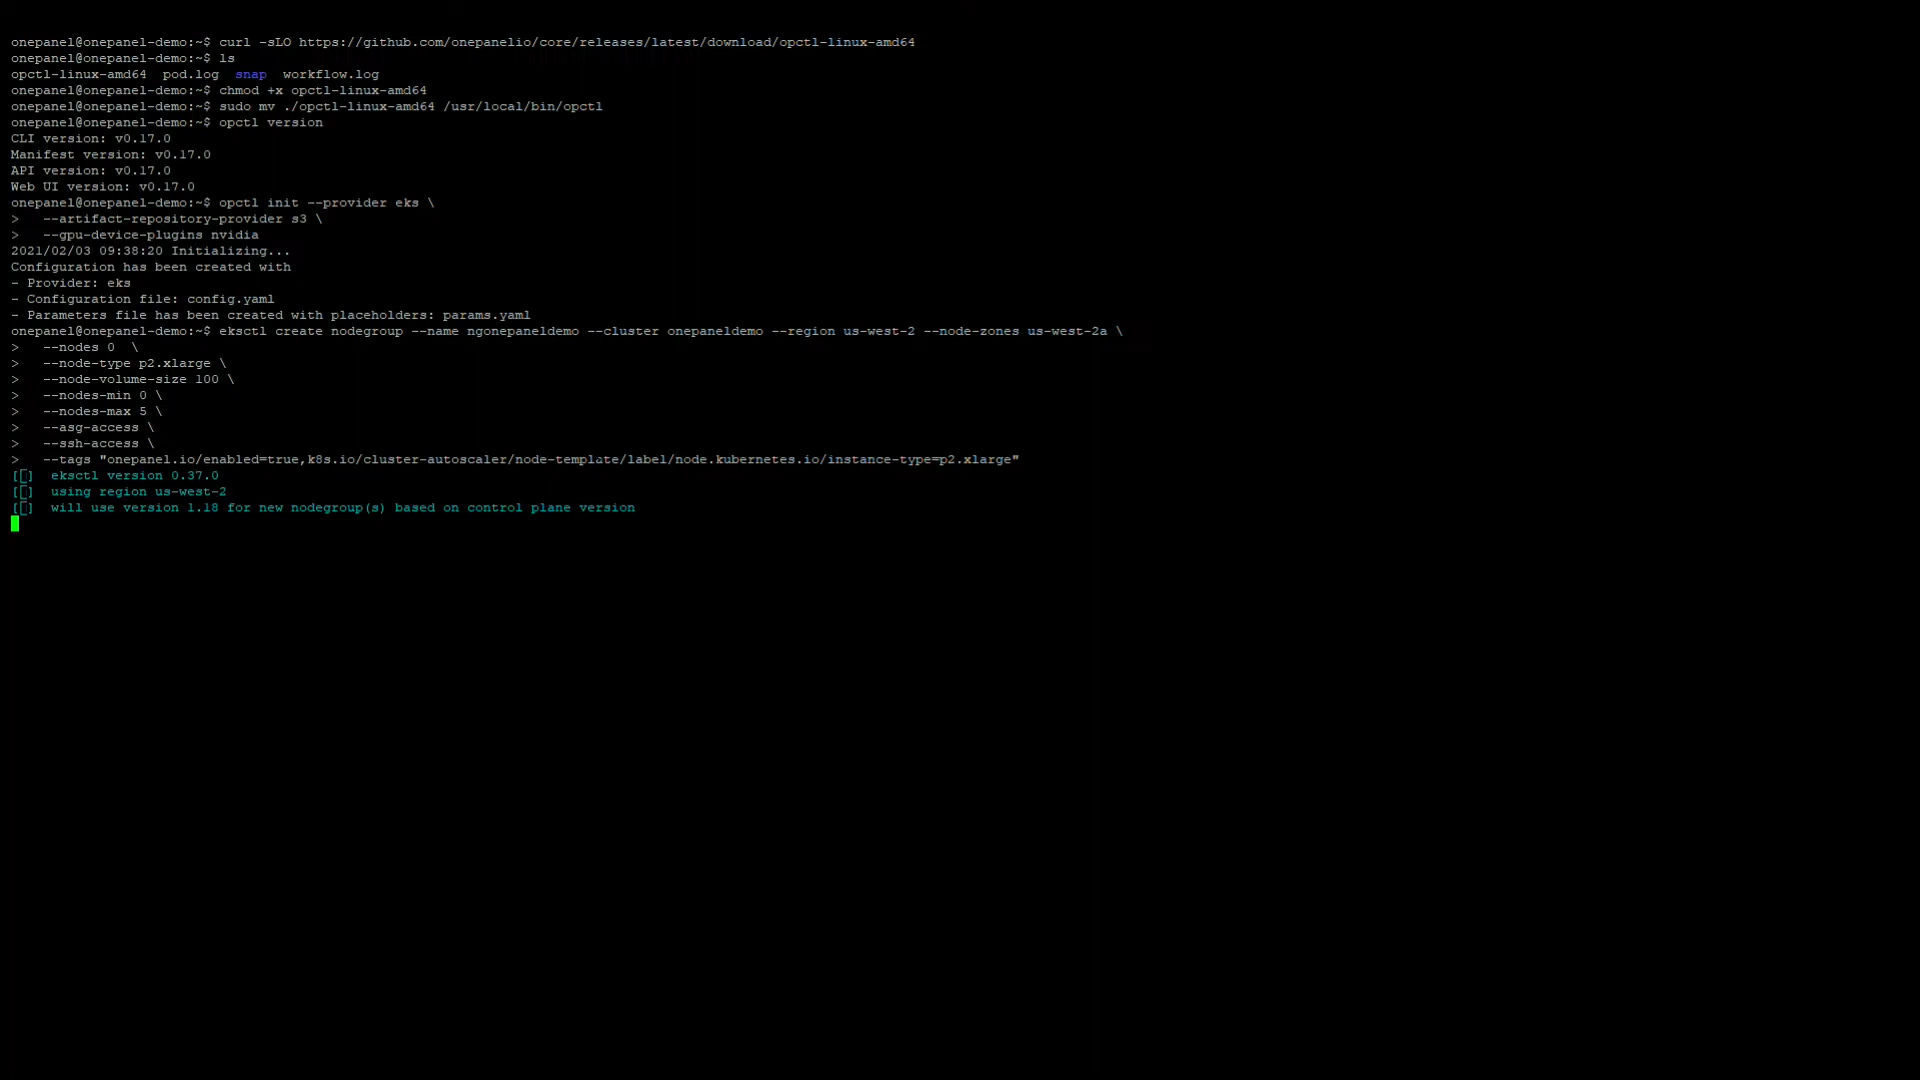 onepanel@onepanel-demo:~$ curl -sLO https://github.com/onepanelio/core/releases/latest/download/opctl-linux-amd64
onepanel@onepanel-demo:~$ ls
opctl-linux-amd64  pod.log  snap  workflow.log
onepanel@onepanel-demo:~$ chmod +x opctl-linux-amd64
onepanel@onepanel-demo:~$ sudo mv ./opctl-linux-amd64 /usr/local/bin/opctl
onepanel@onepanel-demo:~$ opctl version
CLI version: v0.17.0
Manifest version: v0.17.0
API version: v0.17.0
Web UI version: v0.17.0
onepanel@onepanel-demo:~$ opctl init --provider eks \
>   --artifact-repository-provider s3 \
>   --gpu-device-plugins nvidia
2021/02/03 09:38:20 Initializing...
Configuration has been created with
- Provider: eks
- Configuration file: config.yaml
- Parameters file has been created with placeholders: params.yaml
onepanel@onepanel-demo:~$ eksctl create nodegroup --name ngonepaneldemo --cluster onepaneldemo --region us-west-2 --node-zones us-west-2a \
>   --nodes 0  \
>   --node-type p2.xlarge \
>   --node-volume-size 100 \
>   --nodes-min 0 \
>   --nodes-max 5 \
>   --asg-access \
>   --ssh-access \
>   --tags "onepanel.io/enabled=true,k8s.io/cluster-autoscaler/node-template/label/node.kubernetes.io/instance-type=p2.xlarge"
[▯]  eksctl version 0.37.0
[▯]  using region us-west-2
[▯]  will use version 1.18 for new nodegroup(s) based on control plane version